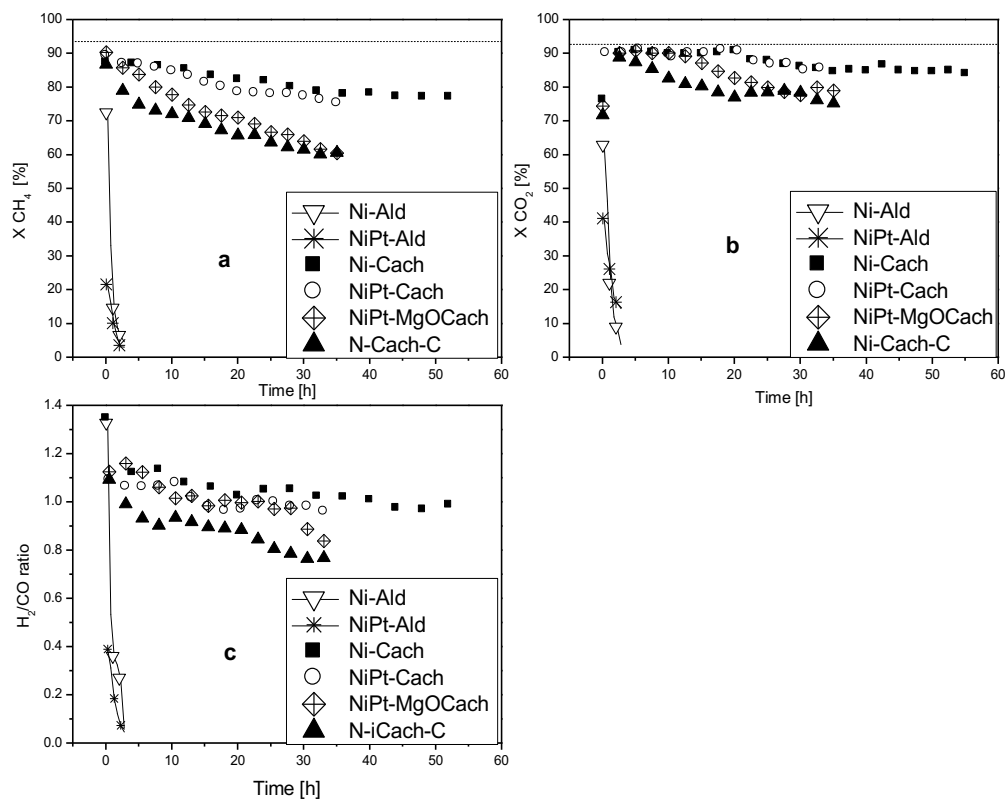 100
90
80
70
60
50
40
30
20
10
0
X CH4 [%]
a
Ni-Ald
NiPt-Ald
Ni-Cach
NiPt-Cach
NiPt-MgOCach
N-Cach-C
0 10 20 30 40 50 60
Time [h]
100
90
80
70
60
50
40
30
20
10
0
X CO2 [%]
b
Ni-Ald
NiPt-Ald
Ni-Cach
NiPt-Cach
NiPt-MgOCach
Ni-Cach-C
0 10 20 30 40 50 60
Time [h]
1.4
1.2
1.0
0.8
0.6
0.4
0.2
0.0
H2/CO ratio
c
Ni-Ald
NiPt-Ald
Ni-Cach
NiPt-Cach
NiPt-MgOCach
N-iCach-C
0 10 20 30 40 50 60
Time [h]